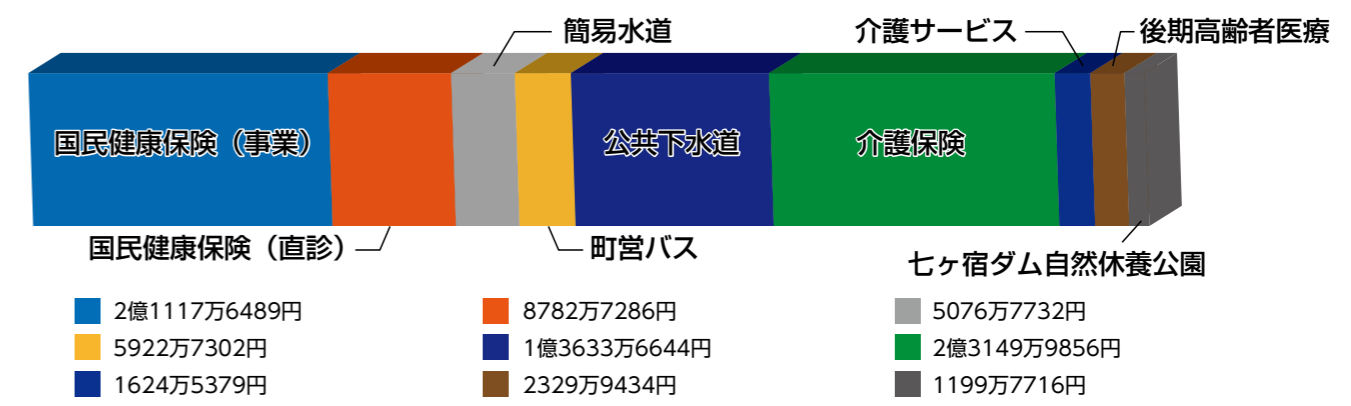 簡易水道
介護サービス
後期高齢者医療
国民健康保険（事業）
公共下水道
介護保険
国民健康保険（直診）
町営バス
七ヶ宿ダム自然休養公園
2億1117万6489円
8782万7286円
5076万7732円
5922万7302円
1億3633万6644円
2億3149万9856円
1624万5379円
2329万9434円
1199万7716円